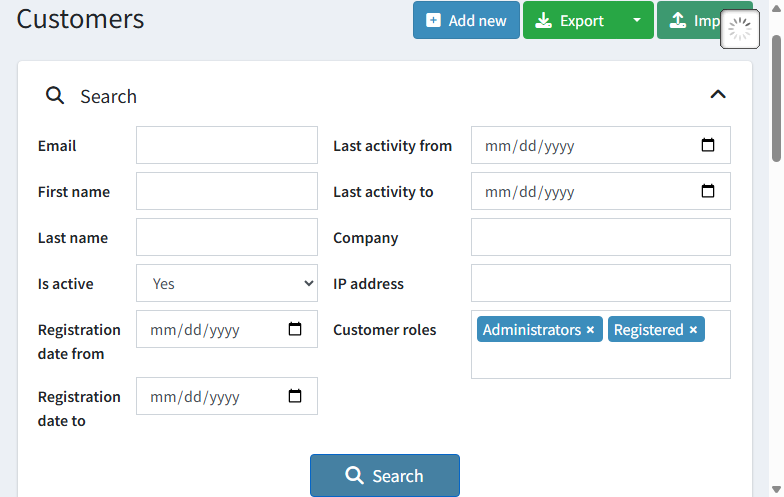 Customers
Add new
Export
Imp
Search
Email
Last activity from
mm/dd/yyyy
First name
Last activity to
mm/dd/yyyy
Last name
Company
Is active
Yes
IP address
Registration
date from
mm/dd/yyyy
Customer roles
Administrators ×
Registered ×
Registration
date to
mm/dd/yyyy
Search